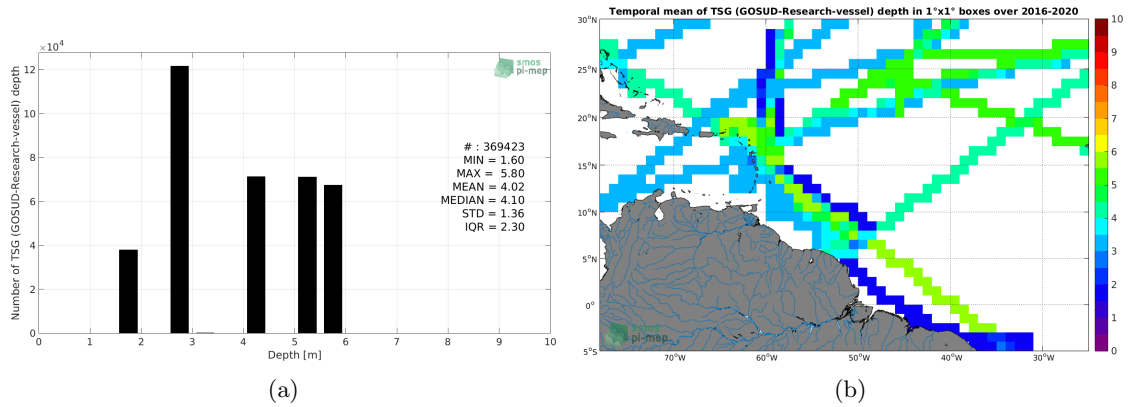 Number of TSG (GOSUD-Research-vessel) depth
×10⁴
12
10
8
6
4
2
0
0 1 2 3 4 5 6 7 8 9 10
Depth [m]
smos
pi-mep
# : 369423
MIN = 1.60
MAX = 5.80
MEAN = 4.02
MEDIAN = 4.10
STD = 1.36
IQR = 2.30
(a)
Temporal mean of TSG (GOSUD-Research-vessel) depth in 1°x1° boxes over 2016-2020
30°N
25°N
20°N
15°N
10°N
5°N
0°
5°S
70°W 60°W 50°W 40°W 30°W
smos
pi-mep
10
9
8
7
6
5
4
3
2
1
0
(b)